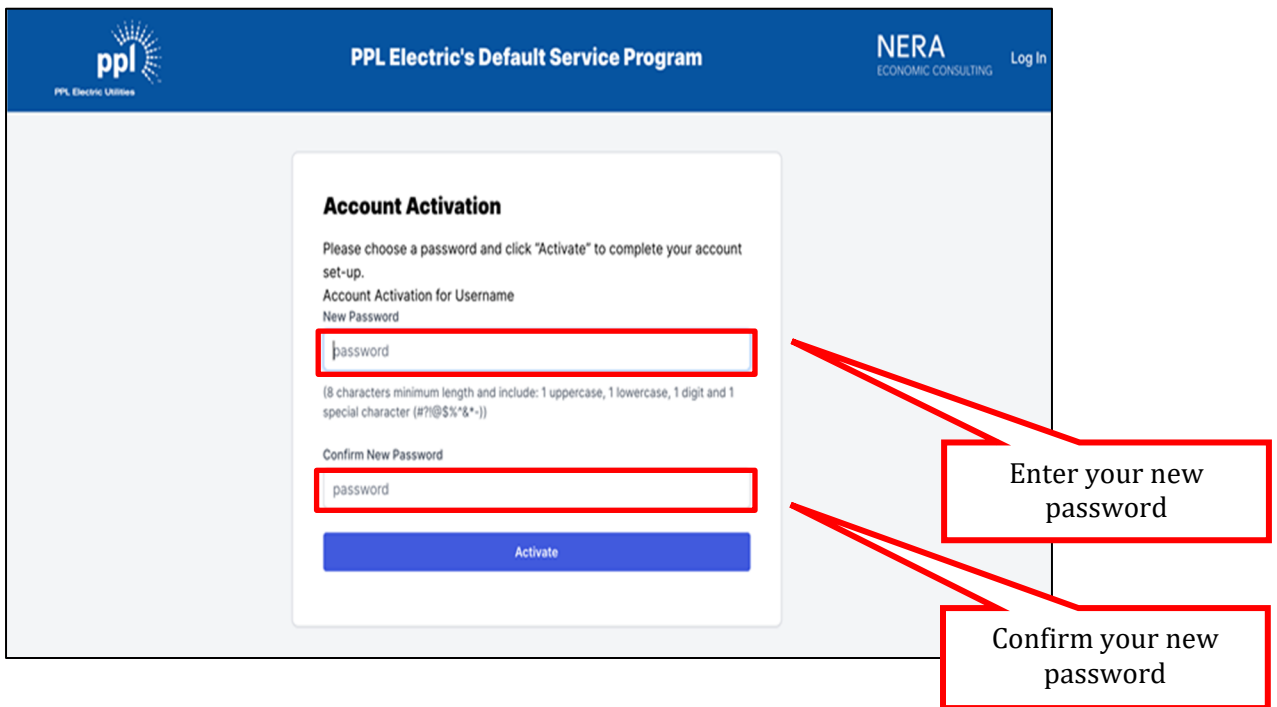 ppl
PPL Electric Utilities
PPL Electric's Default Service Program
NERA
ECONOMIC CONSULTING
Log In
Account Activation
Please choose a password and click "Activate" to complete your account
set-up.
Account Activation for Username
New Password
password
(8 characters minimum length and include: 1 uppercase, 1 lowercase, 1 digit and 1
special character (#?!@$%^&*-))
Confirm New Password
password
Activate
Enter your new
password
Confirm your new
password